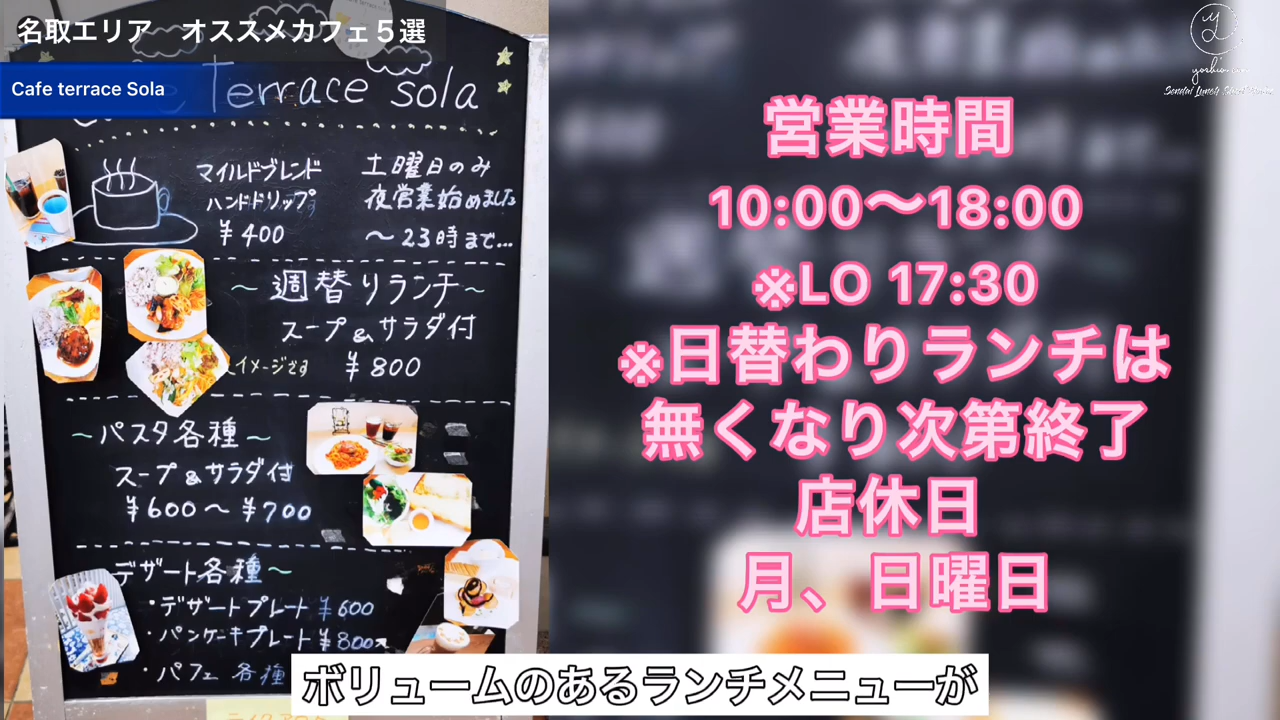 名取エリア　オススメカフェ５選
Cafe terrace Sola
Terrace sola
マイルドブレンド
ハンドドリップ
¥400
土曜日のみ
夜営業始めました
～23時まで...
～週替りランチ～
スープ&サラダ付
¥800
イメージです
～パスタ各種～
スープ&サラダ付
¥600～¥700
デザート各種～
・デザートプレート ¥600
・パンケーキプレート ¥800
・パフェ 各種
営業時間
10:00〜18:00
※LO 17:30
※日替わりランチは
無くなり次第終了
店休日
月、日曜日
ボリュームのあるランチメニューが